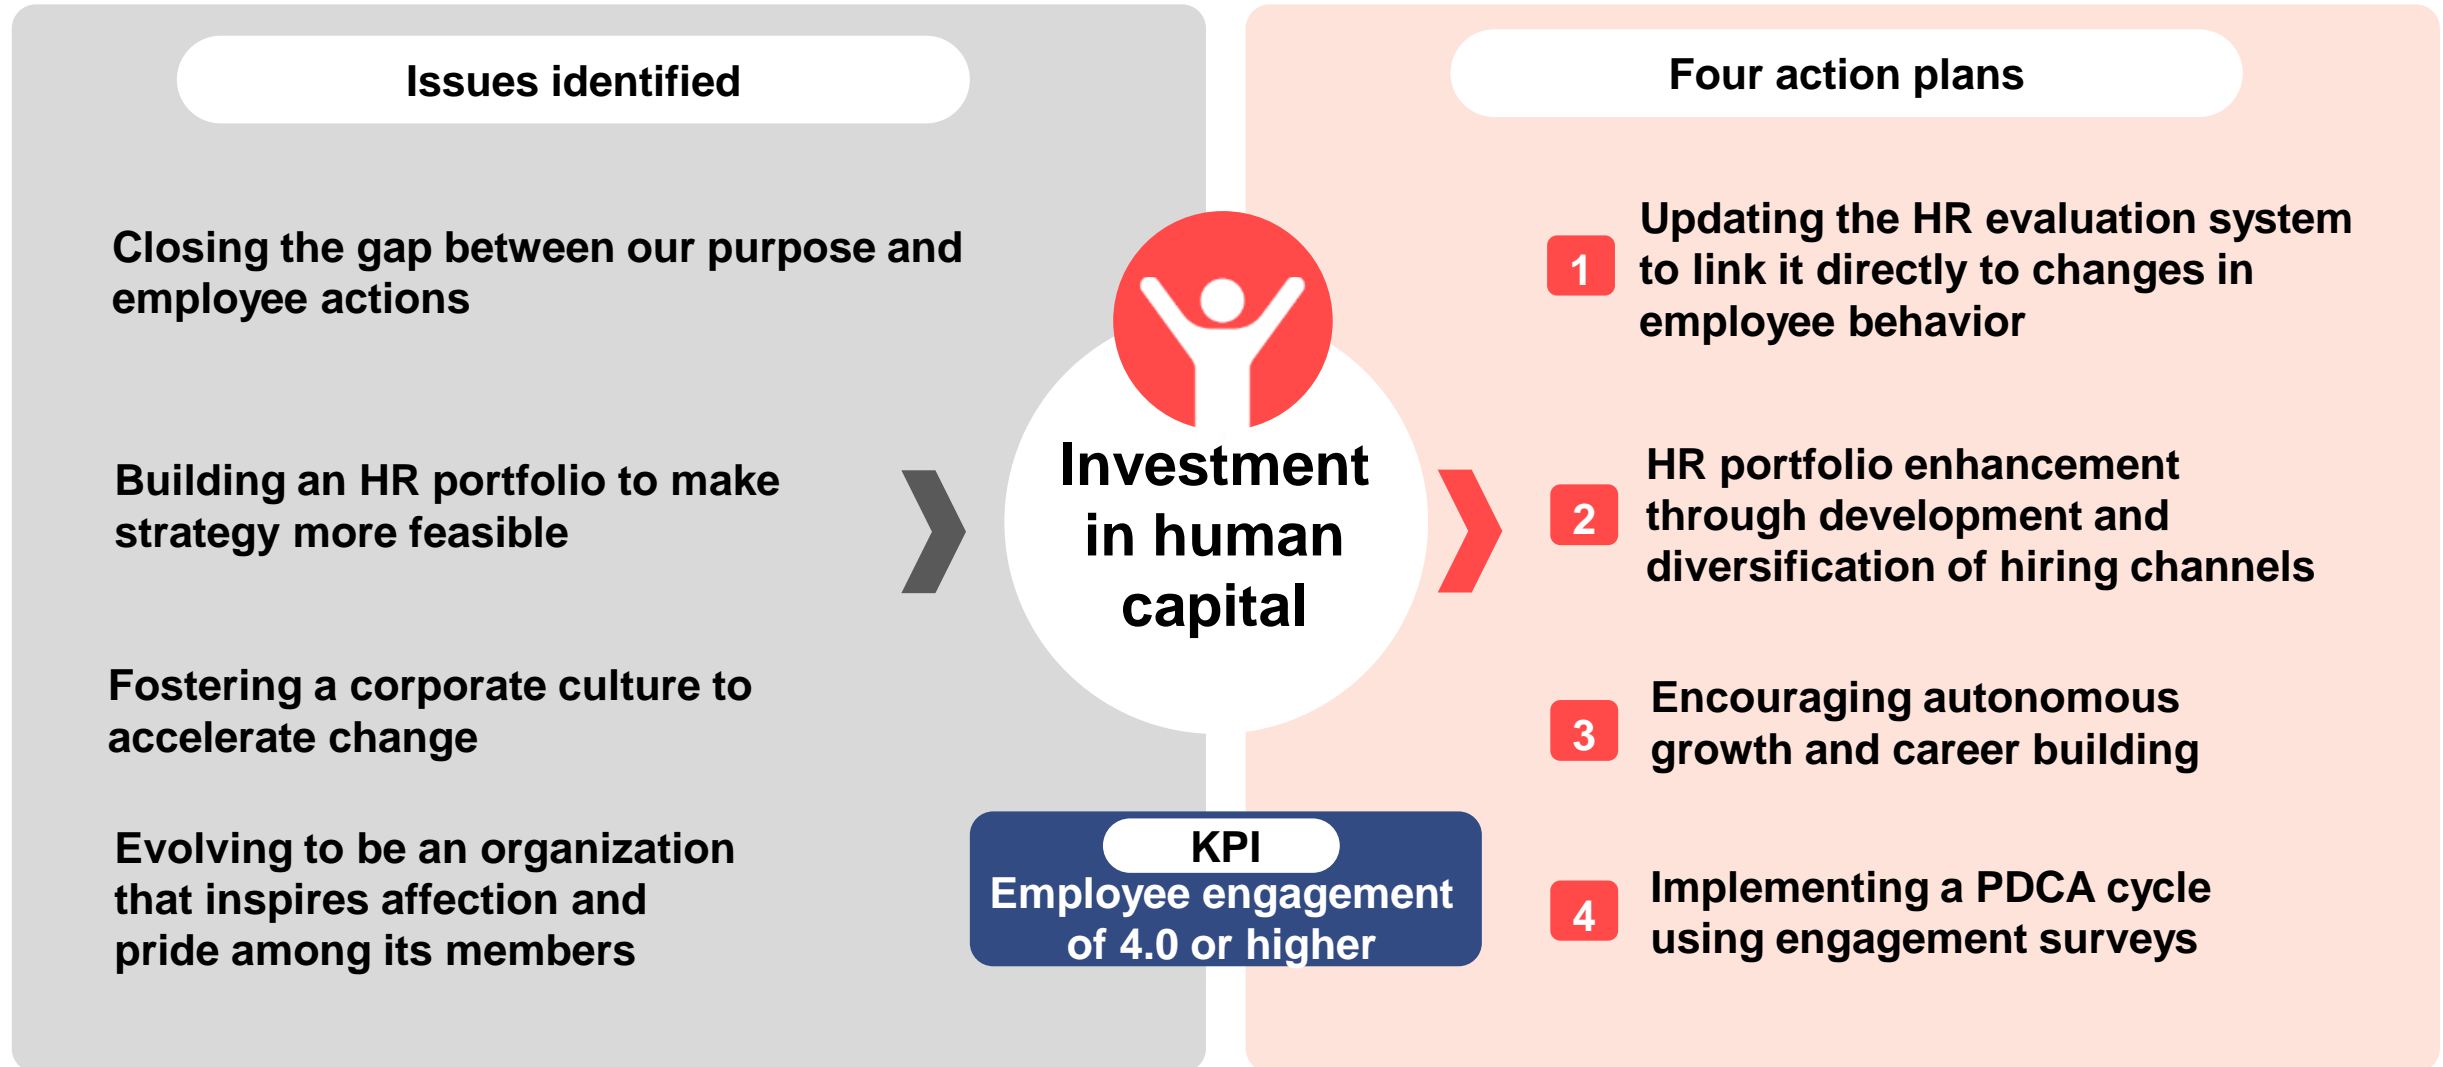 Issues identified
Closing the gap between our purpose and
employee actions
Building an HR portfolio to make
strategy more feasible
Fostering a corporate culture to
accelerate change
Evolving to be an organization
that inspires affection and
pride among its members
Investment
in human
capital
KPI
Employee engagement
of 4.0 or higher
Four action plans
1
Updating the HR evaluation system
to link it directly to changes in
employee behavior
2
HR portfolio enhancement
through development and
diversification of hiring channels
3
Encouraging autonomous
growth and career building
4
Implementing a PDCA cycle
using engagement surveys